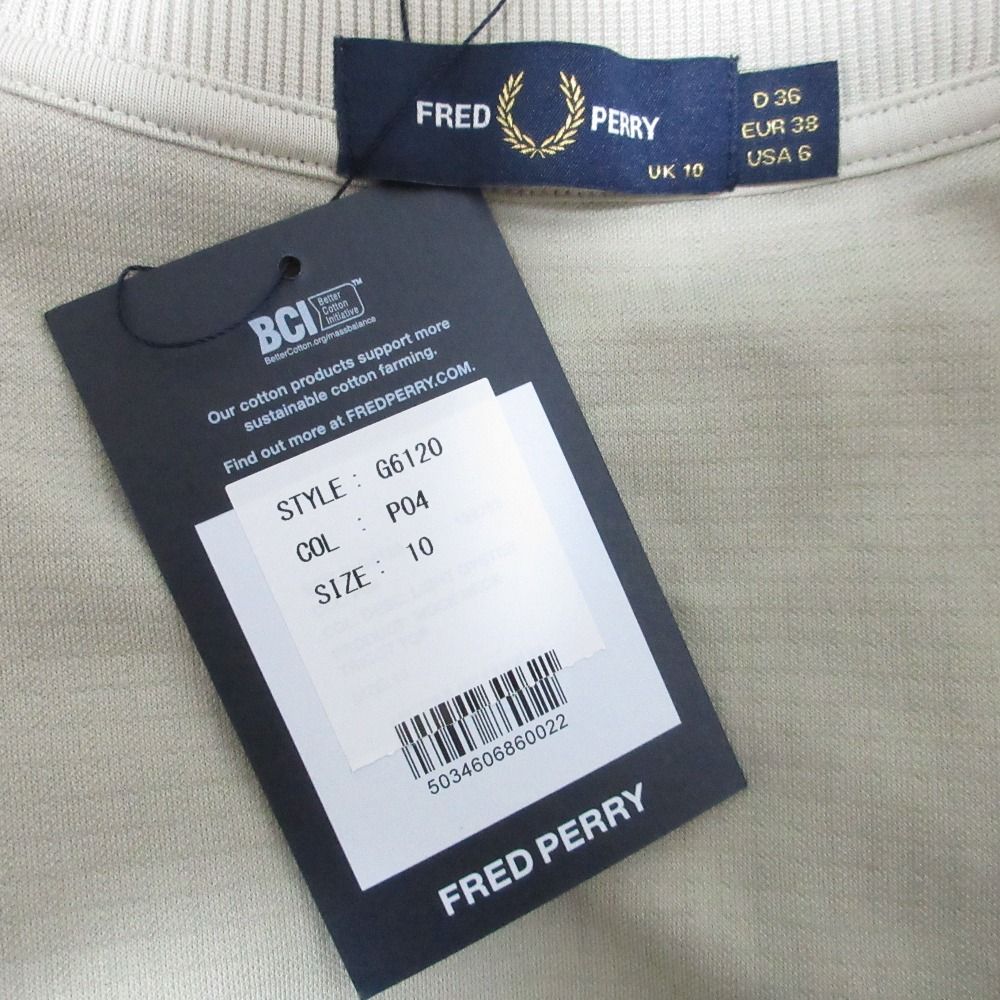 FRED PERRY
UK 10
D 36
EUR 38
USA 6
BCI Better Cotton Initiative™
BetterCotton.org/massbalance
Our cotton products support more
sustainable cotton farming.
Find out more at FREDPERRY.COM.
STYLE : G6120
COL : P04
SIZE : 10
5034606860022
FRED PERRY